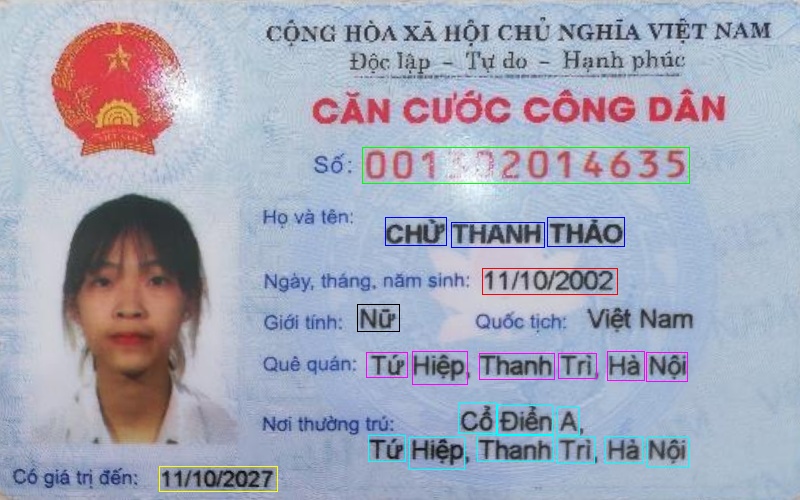 CỘNG HÒA XÃ HỘI CHỦ NGHĨA VIỆT NAM
Độc lập - Tự do - Hạnh phúc
CĂN CƯỚC CÔNG DÂN
Số: 001302014635
Họ và tên:
CHỬ THANH THẢO
Ngày, tháng, năm sinh: 11/10/2002
Giới tính: Nữ Quốc tịch: Việt Nam
Quê quán: Tứ Hiệp, Thanh Trì, Hà Nội
Nơi thường trú: Cổ Điển A,
Tứ Hiệp, Thanh Trì, Hà Nội
Có giá trị đến: 11/10/2027